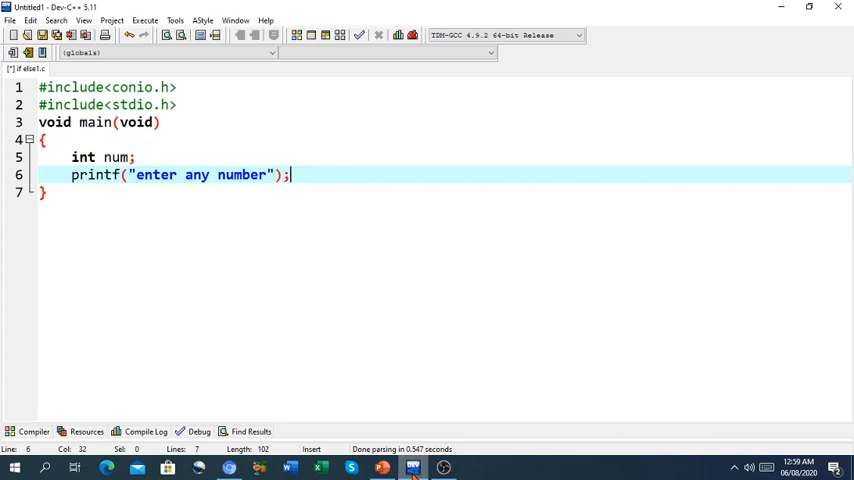 Untitled1 - Dev-C++ 5.11
File Edit Search View Project Execute Tools AStyle Window Help
TDM-GCC 4.9.2 64-bit Release
(globals)
[*] if else1.c
1 #include<conio.h>
2 #include<stdio.h>
3 void main(void)
4 {
5 int num;
6 printf("enter any number");
7 }
Compiler Resources Compile Log Debug Find Results
Line: 6 Col: 32 Sel: 0 Lines: 7 Length: 102 Insert Done parsing in 0.547 seconds
DEV
12:59 AM
06/08/2020
2